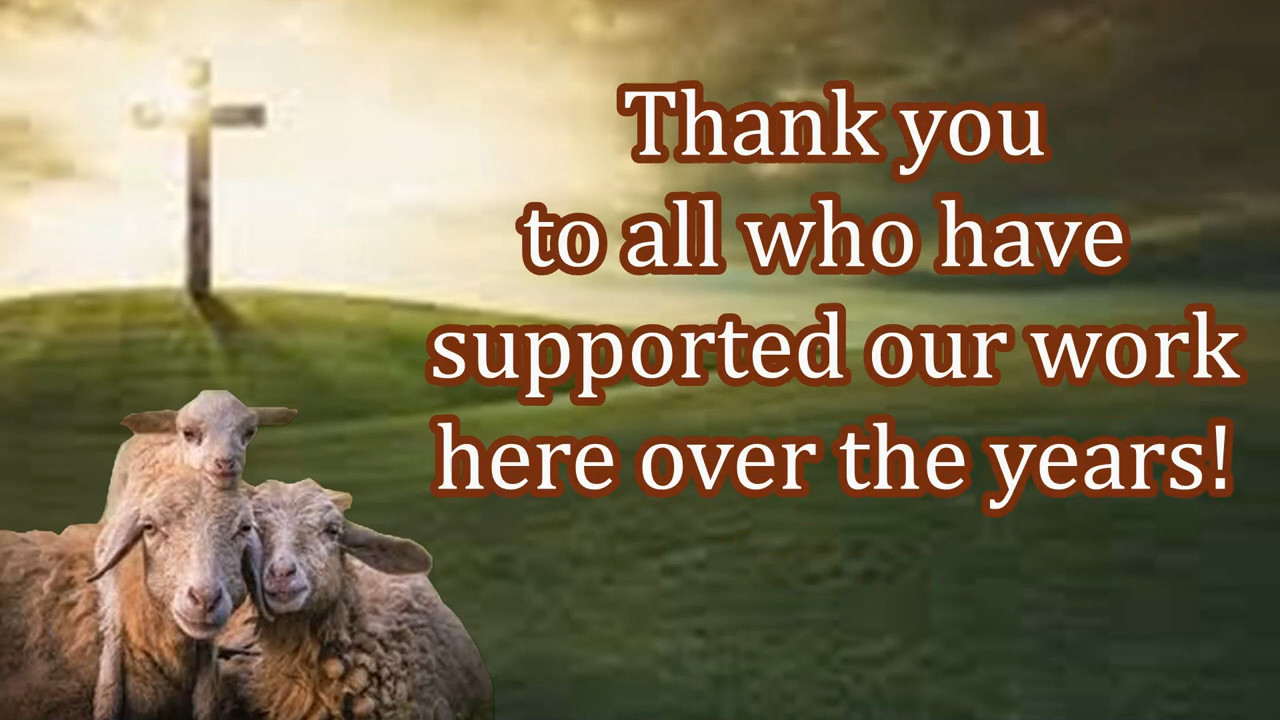 Thank you
to all who have
supported our work
here over the years!